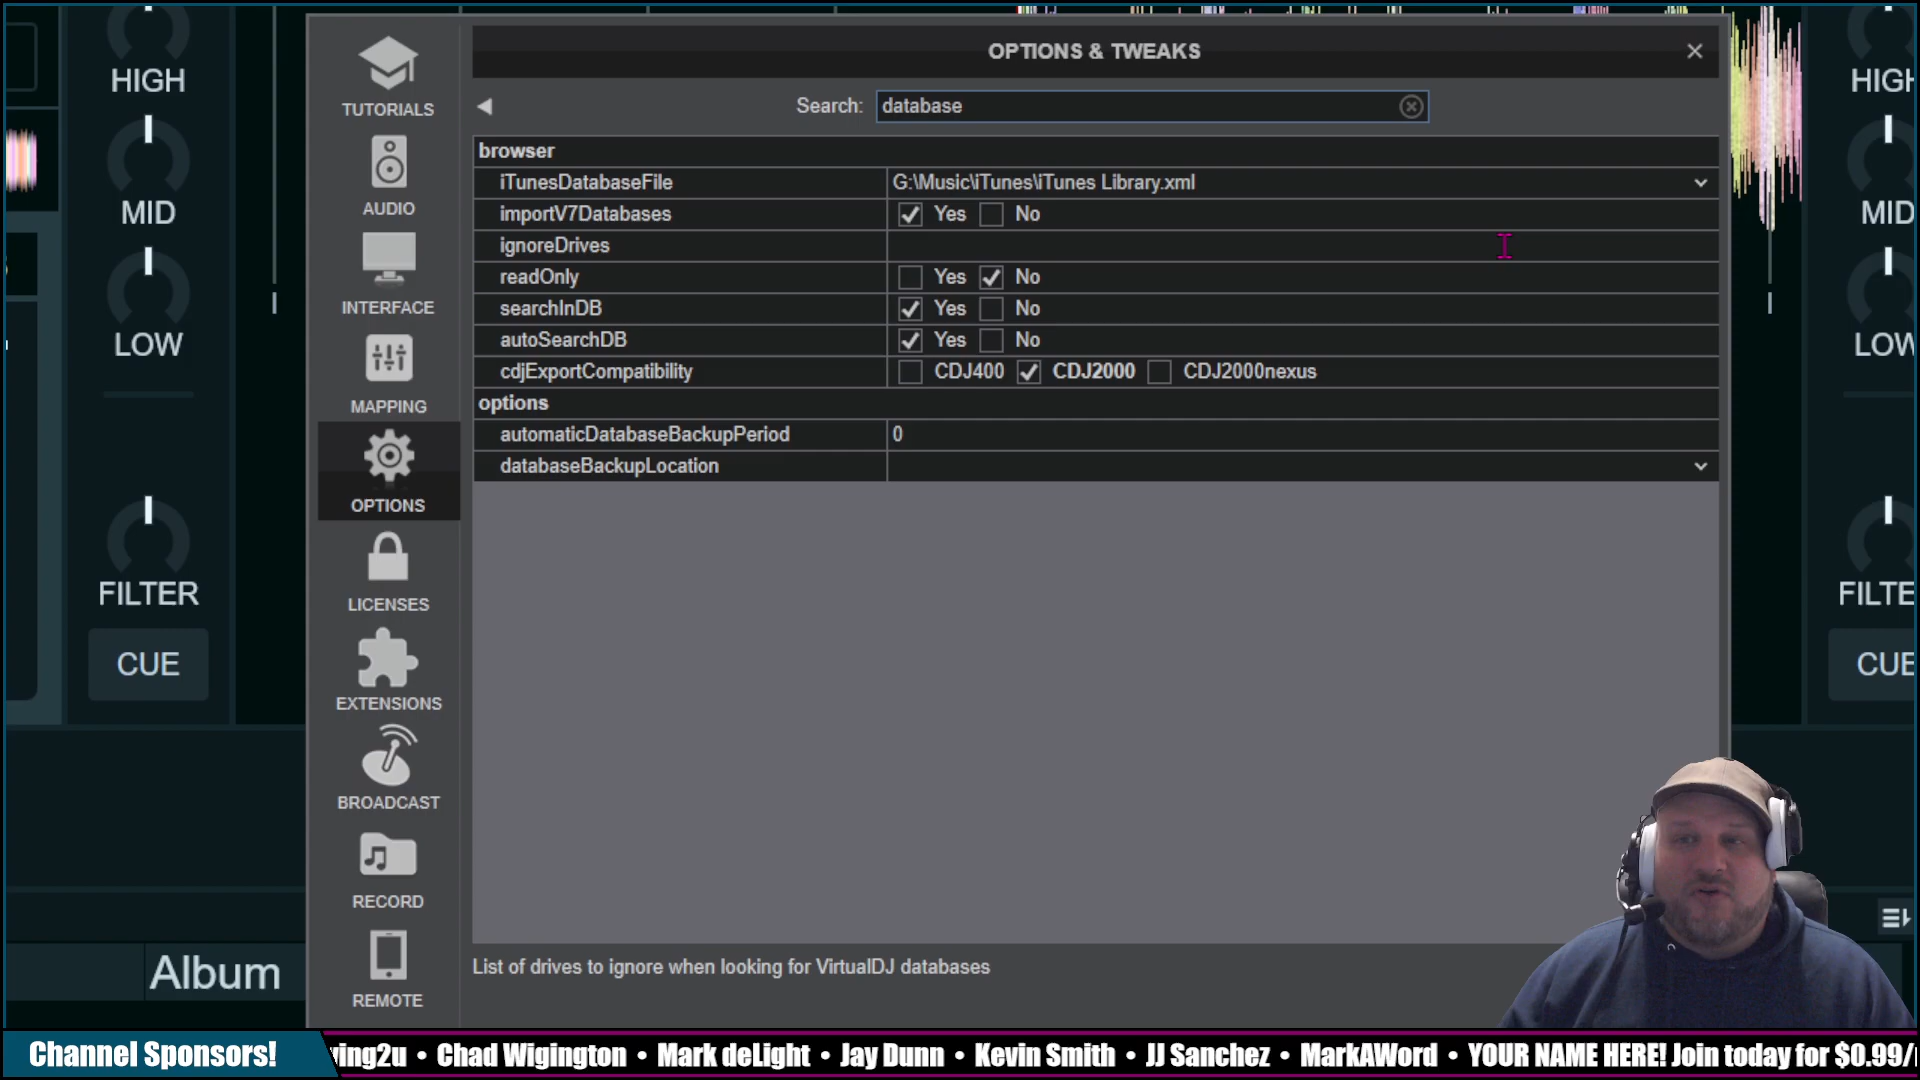 OPTIONS & TWEAKS
Search: database
TUTORIALS
AUDIO
INTERFACE
MAPPING
OPTIONS
LICENSES
EXTENSIONS
BROADCAST
RECORD
REMOTE
browser
iTunesDatabaseFile G:\Music\iTunes\iTunes Library.xml
importV7Databases Yes No
ignoreDrives
readOnly Yes No
searchInDB Yes No
autoSearchDB Yes No
cdjExportCompatibility CDJ400 CDJ2000 CDJ2000nexus
options
automaticDatabaseBackupPeriod 0
databaseBackupLocation
List of drives to ignore when looking for VirtualDJ databases
HIGH
MID
LOW
FILTER
CUE
Album
HIGH
MID
LOW
FILTE
CUE
Channel Sponsors! ving2u • Chad Wigington • Mark deLight • Jay Dunn • Kevin Smith • JJ Sanchez • MarkAWord • YOUR NAME HERE! Join today for $0.99/